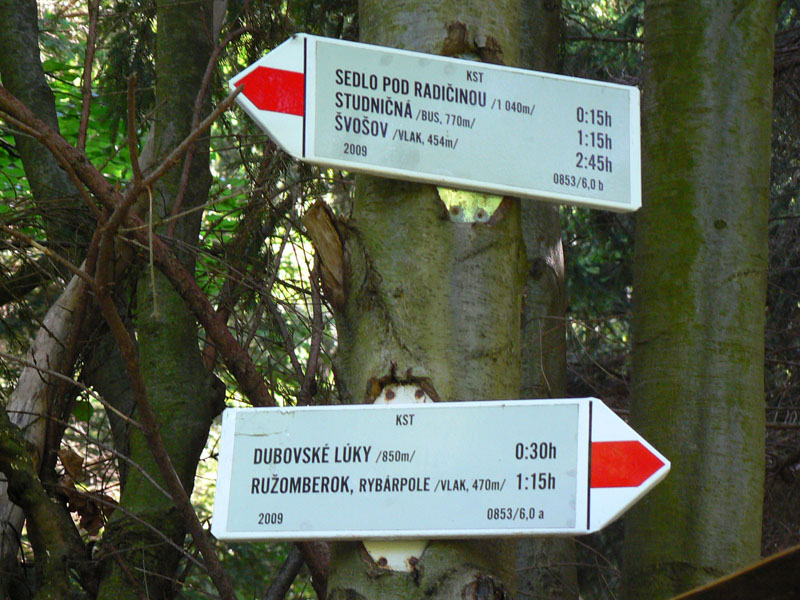 KST
SEDLO POD RADIČINOU /1 040m/ 0:15h
STUDNIČNÁ /BUS, 770m/ 1:15h
ŠVOŠOV /VLAK, 454m/ 2:45h
2009 0853/6,0 b
KST
DUBOVSKÉ LÚKY /850m/ 0:30h
RUŽOMBEROK, RYBÁRPOLE /VLAK, 470m/ 1:15h
2009 0853/6,0 a